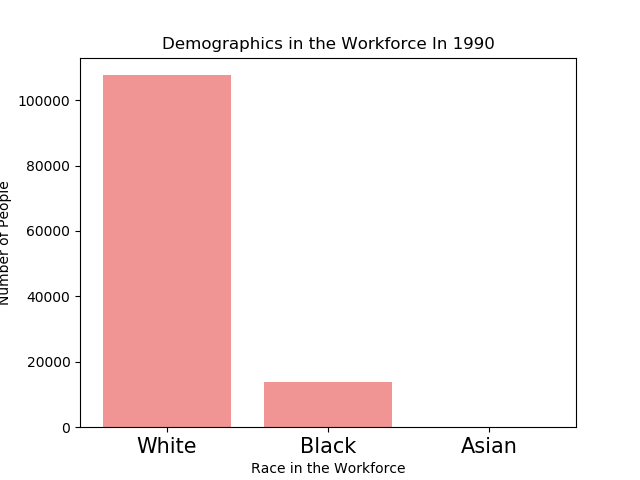 Demographics in the Workforce In 1990
Number of People
100000
80000
60000
40000
20000
0
White Black Asian
Race in the Workforce